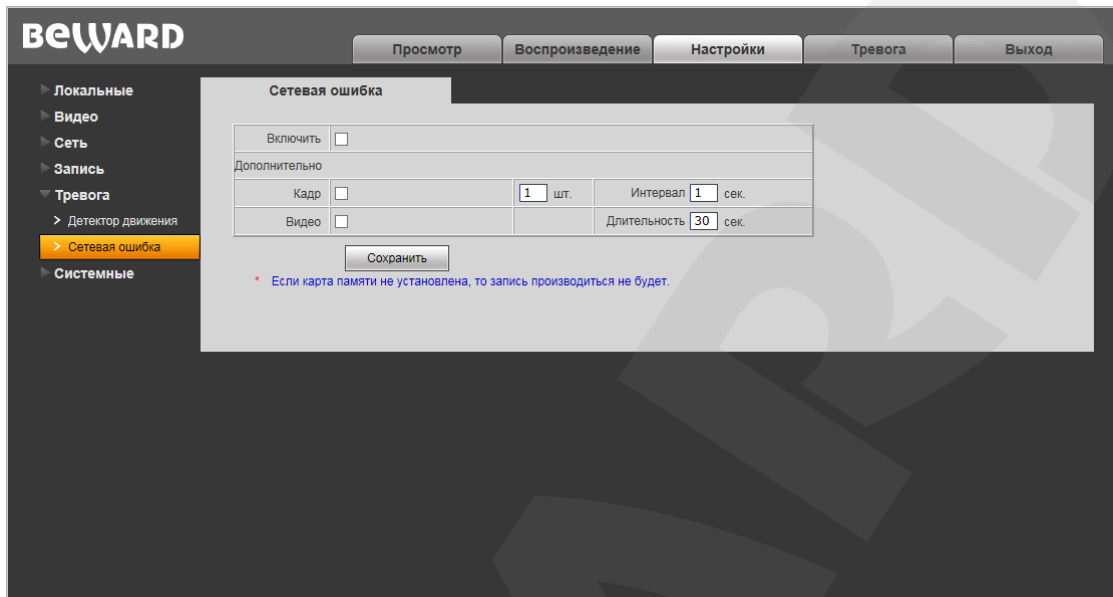 BEWARD
Просмотр Воспроизведение Настройки Тревога Выход
Локальные
Видео
Сеть
Запись
Тревога
> Детектор движения
> Сетевая ошибка
Системные
Сетевая ошибка
Включить
Дополнительно
Кадр 1 шт. Интервал 1 сек.
Видео Длительность 30 сек.
Сохранить
* Если карта памяти не установлена, то запись производиться не будет.